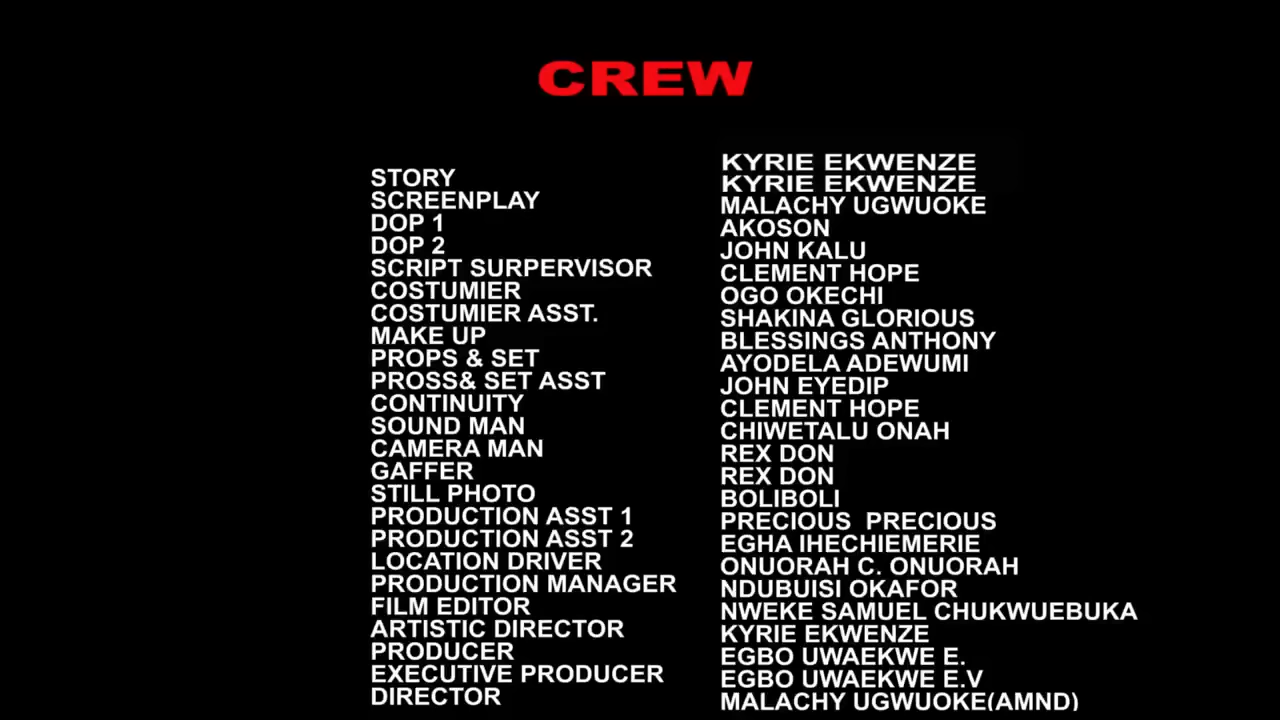 CREW
STORY
SCREENPLAY
DOP 1
DOP 2
SCRIPT SURPERVISOR
COSTUMIER
COSTUMIER ASST.
MAKE UP
PROPS & SET
PROSS& SET ASST
CONTINUITY
SOUND MAN
CAMERA MAN
GAFFER
STILL PHOTO
PRODUCTION ASST 1
PRODUCTION ASST 2
LOCATION DRIVER
PRODUCTION MANAGER
FILM EDITOR
ARTISTIC DIRECTOR
PRODUCER
EXECUTIVE PRODUCER
DIRECTOR
KYRIE EKWENZE
KYRIE EKWENZE
MALACHY UGWUOKE
AKOSON
JOHN KALU
CLEMENT HOPE
OGO OKECHI
SHAKINA GLORIOUS
BLESSINGS ANTHONY
AYODELA ADEWUMI
JOHN EYEDIP
CLEMENT HOPE
CHIWETALU ONAH
REX DON
REX DON
BOLIBOLI
PRECIOUS  PRECIOUS
EGHA IHECHIEMERIE
ONUORAH C. ONUORAH
NDUBUISI OKAFOR
NWEKE SAMUEL CHUKWUEBUKA
KYRIE EKWENZE
EGBO UWAEKWE E.
EGBO UWAEKWE E.V
MALACHY UGWUOKE(AMND)